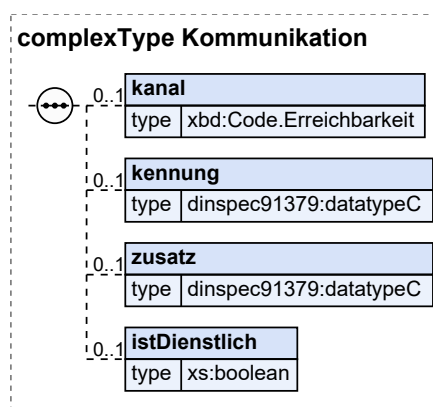 complexType Kommunikation
0..1 kanal
type xbd:Code.Erreichbarkeit
0..1 kennung
type dinspec91379:datatypeC
0..1 zusatz
type dinspec91379:datatypeC
0..1 istDienstlich
type xs:boolean